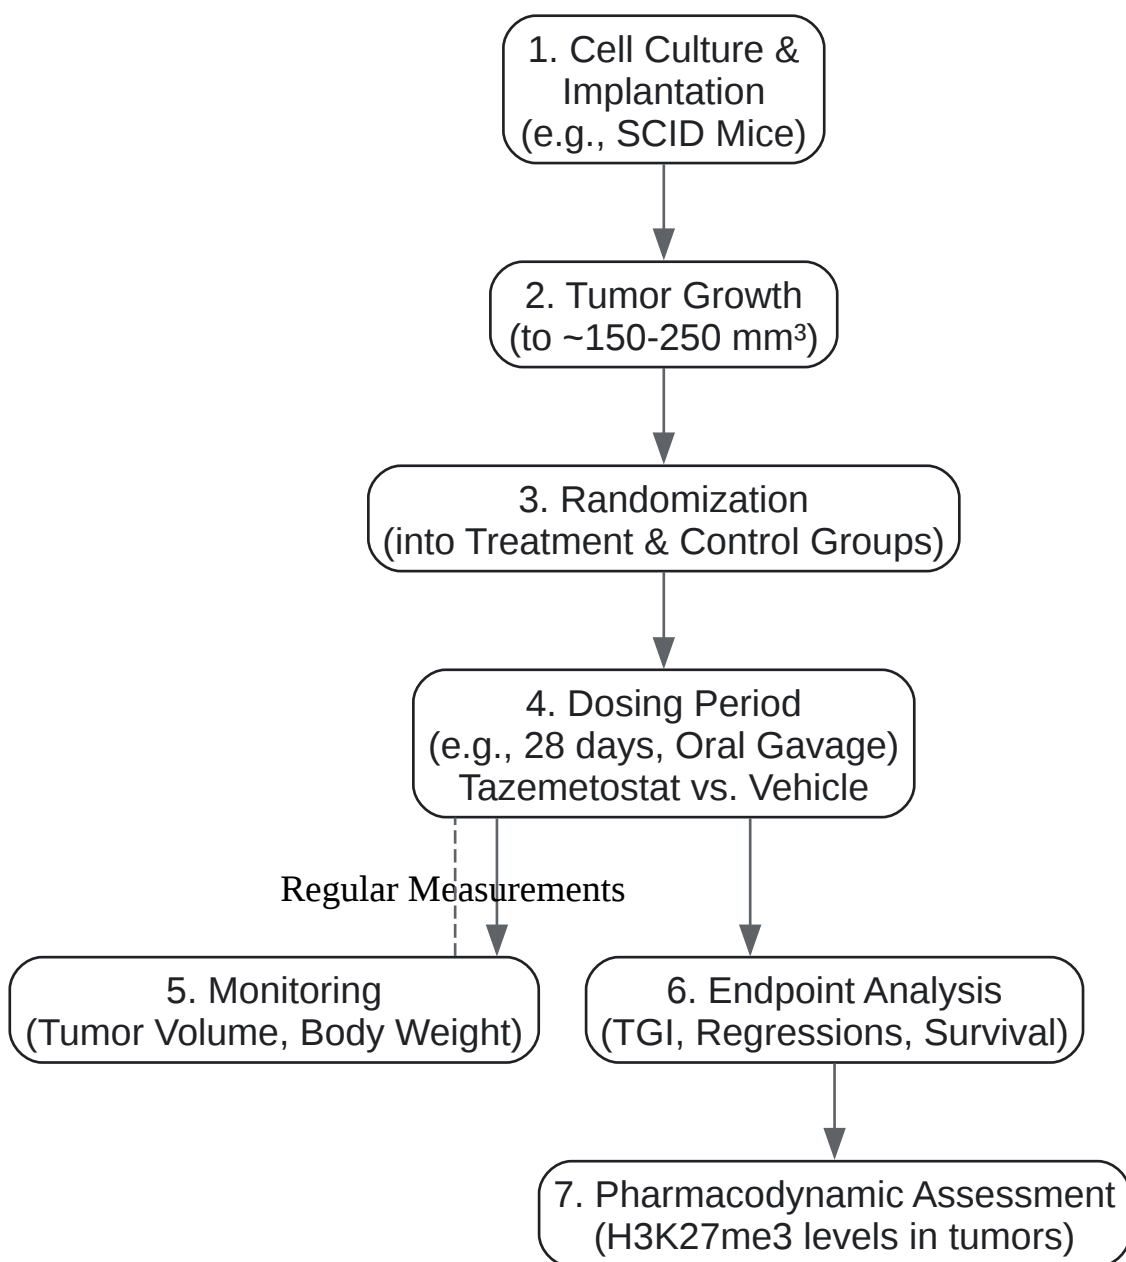 1. Cell Culture &
Implantation
(e.g., SCID Mice)
2. Tumor Growth
(to ~150-250 mm³)
3. Randomization
(into Treatment & Control Groups)
4. Dosing Period
(e.g., 28 days, Oral Gavage)
Tazemetostat vs. Vehicle
Regular Measurements
5. Monitoring
(Tumor Volume, Body Weight)
6. Endpoint Analysis
(TGI, Regressions, Survival)
7. Pharmacodynamic Assessment
(H3K27me3 levels in tumors)